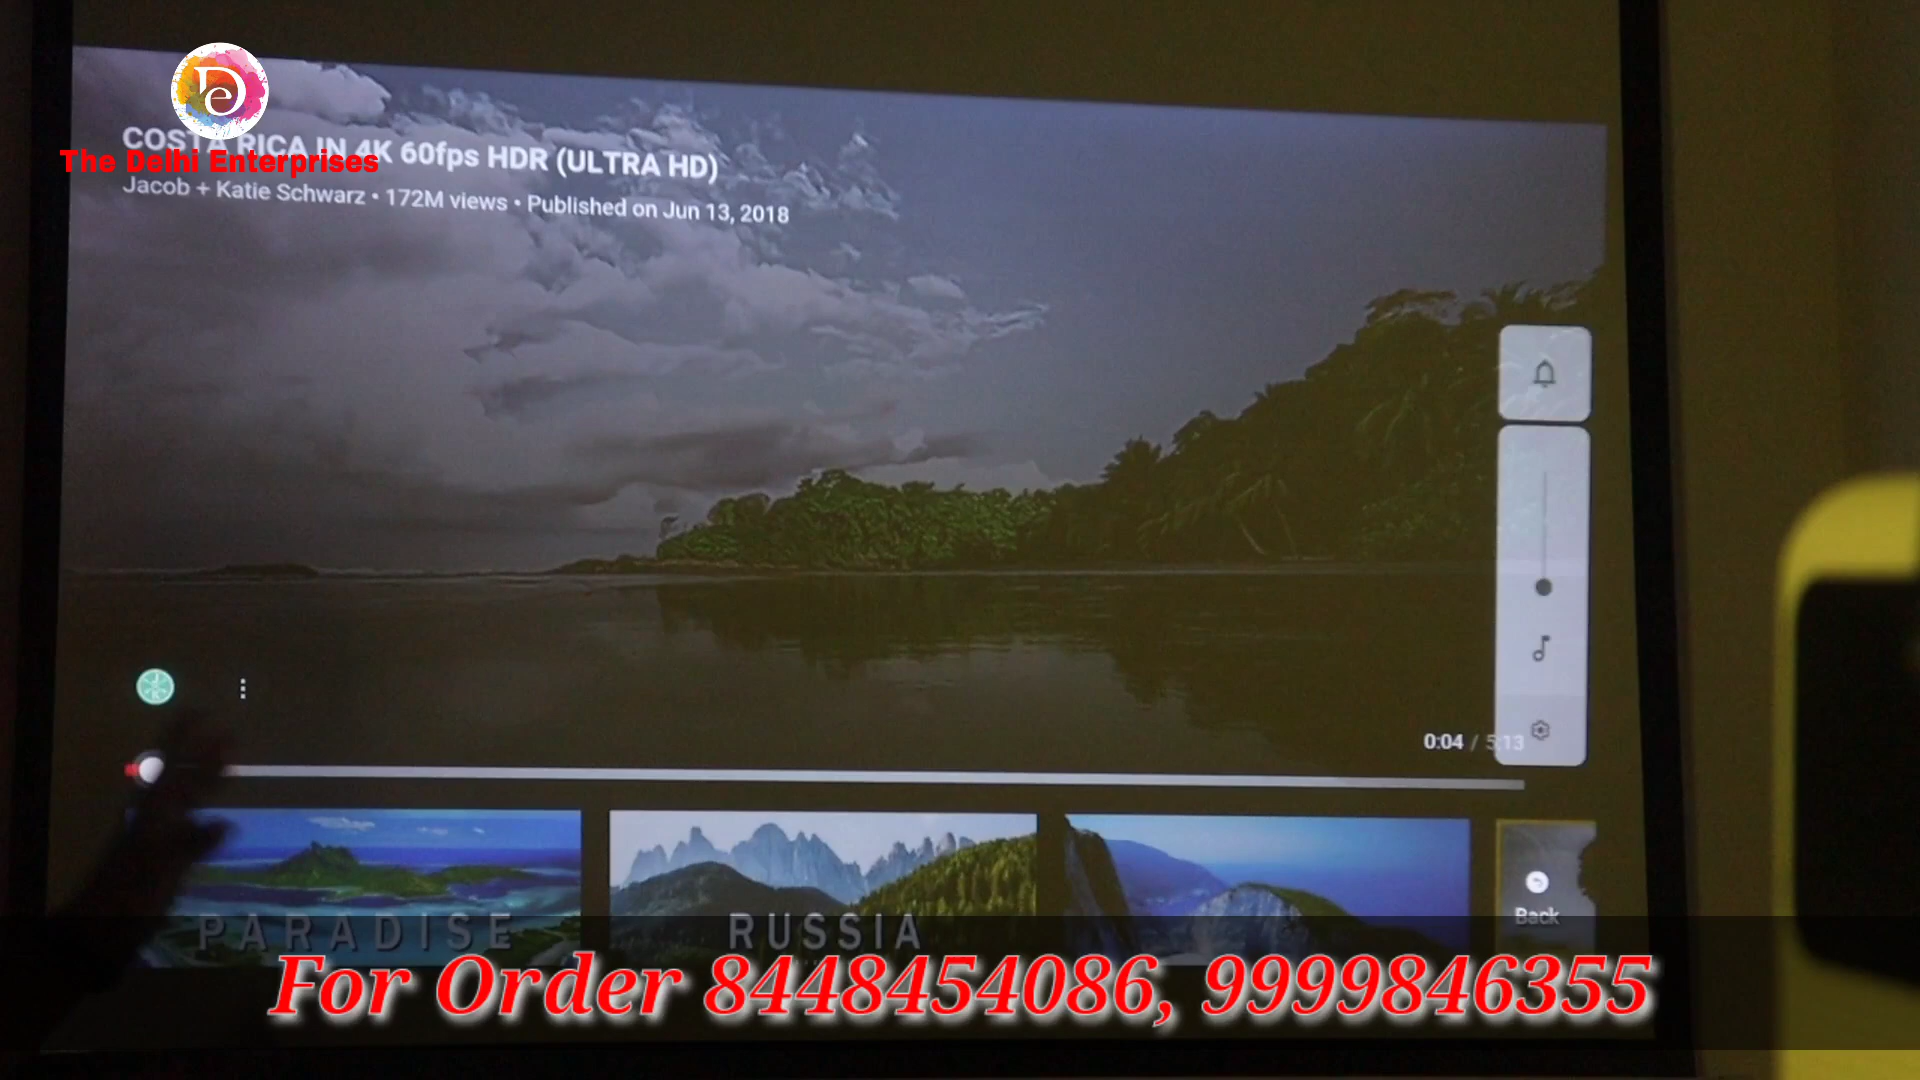 De
COSTA RICA IN 4K 60fps HDR (ULTRA HD)
The Delhi Enterprises
Jacob + Katie Schwarz • 172M views • Published on Jun 13, 2018
0:04 / 5:13
PARADISE
RUSSIA
Back
For Order 8448454086, 9999846355